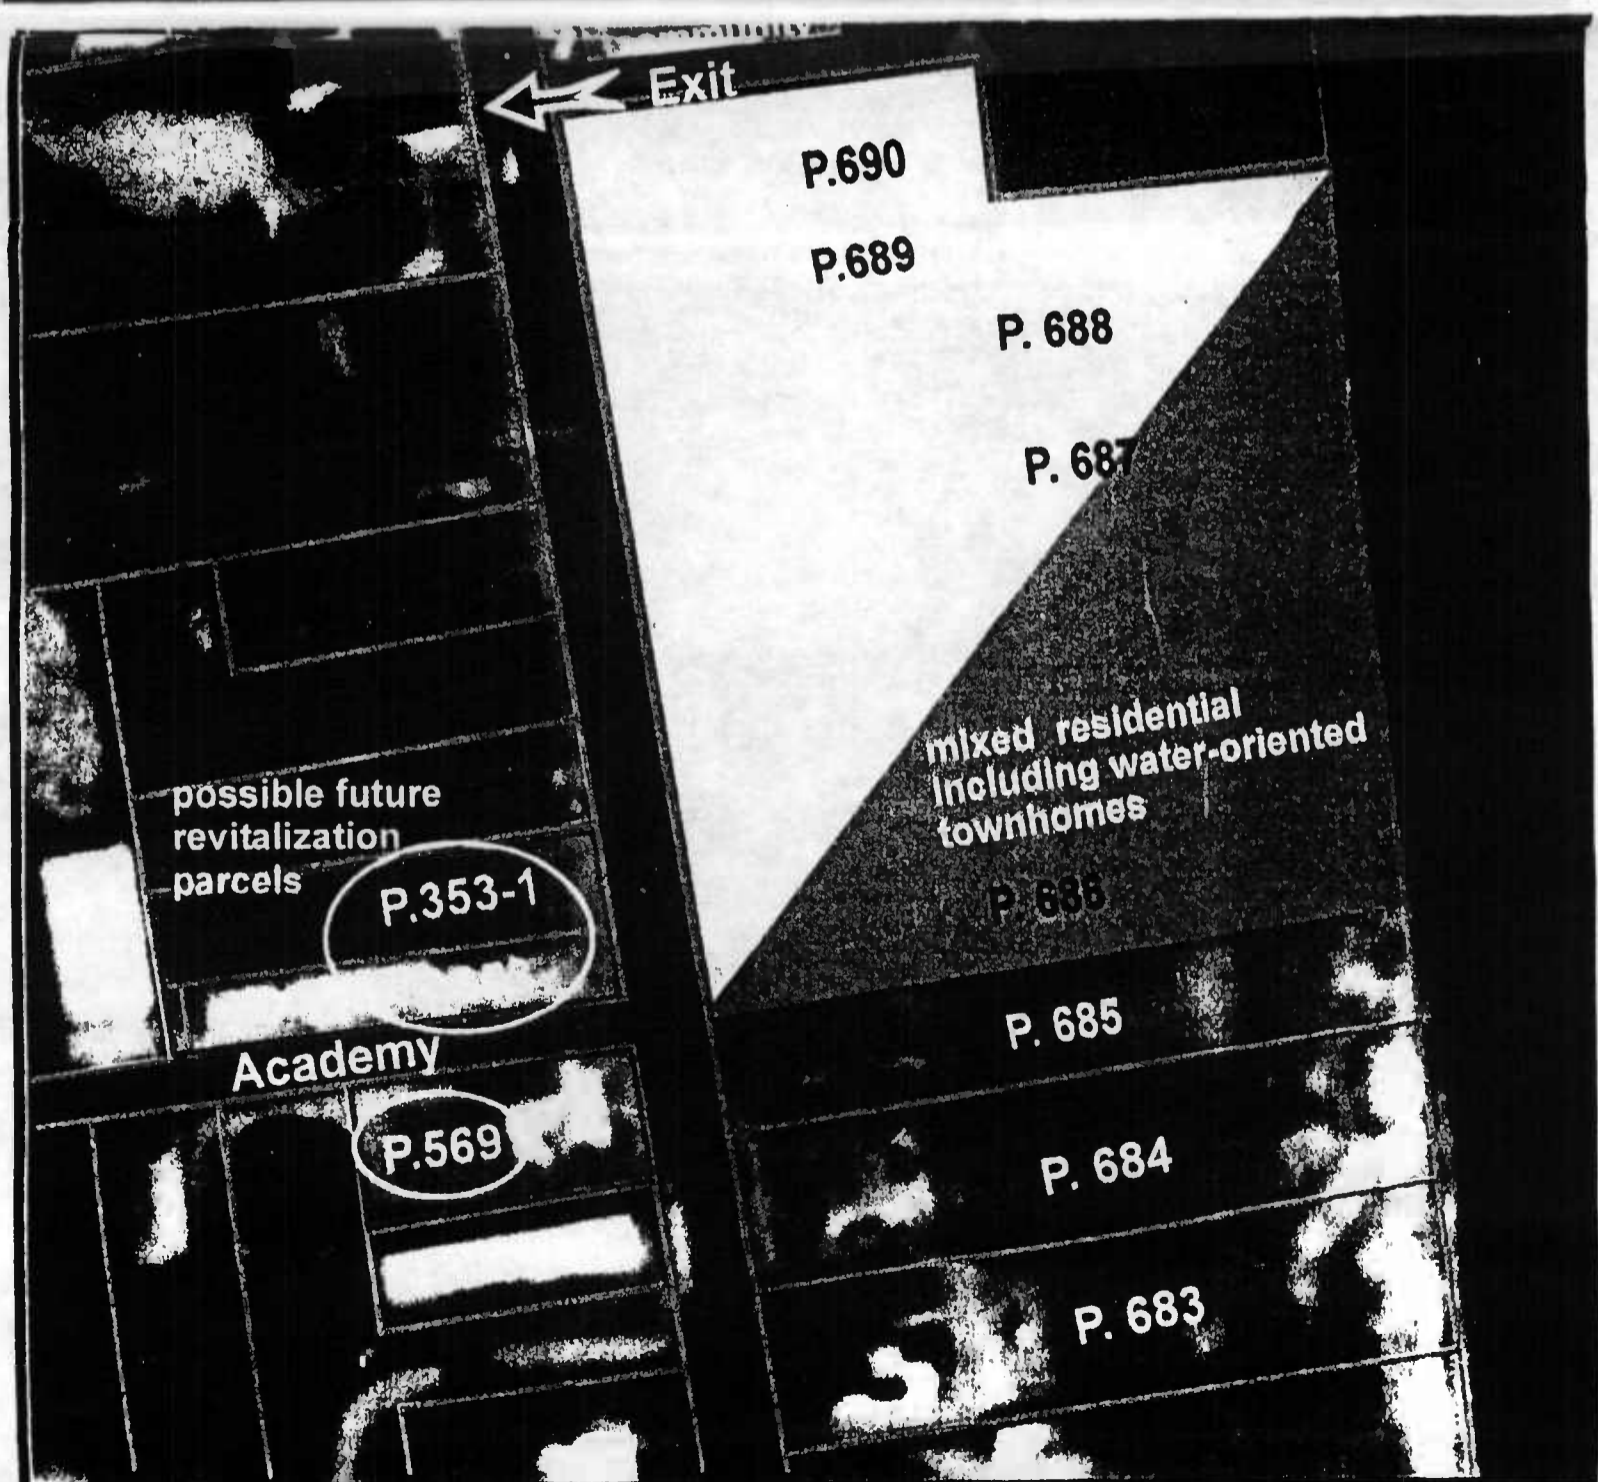 Exit
P.690
P.689
P. 688
P. 687
mixed residential
including water-oriented
townhomes
P. 686
possible future
revitalization
parcels
P.353-1
P. 685
Academy
P.569
P. 684
P. 683